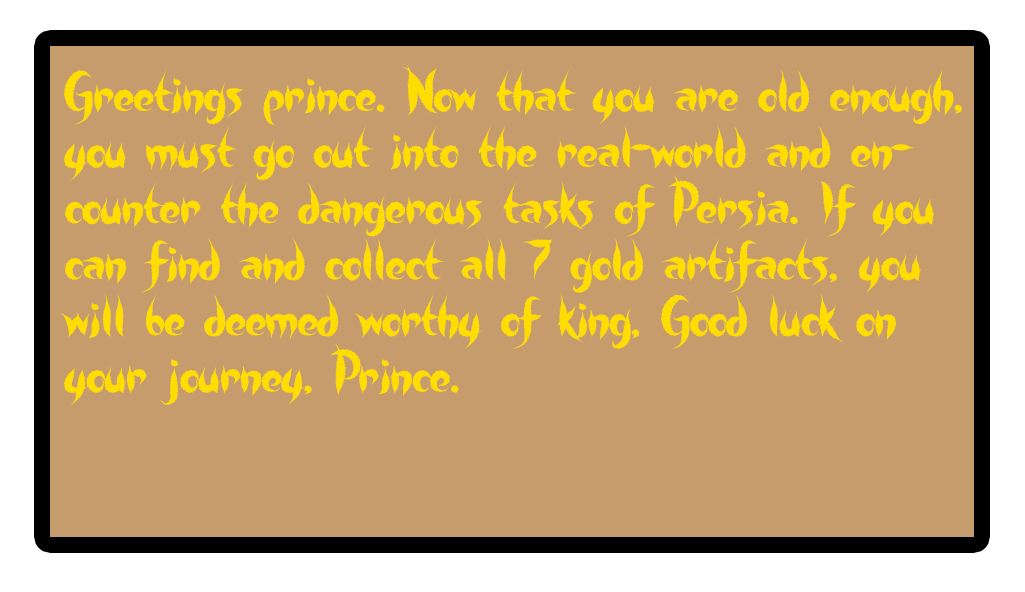 Greetings prince. Now that you are old enough,
you must go out into the real-world and en-
counter the dangerous tasks of Persia. If you
can find and collect all 7 gold artifacts, you
will be deemed worthy of king, Good luck on
your journey, Prince.